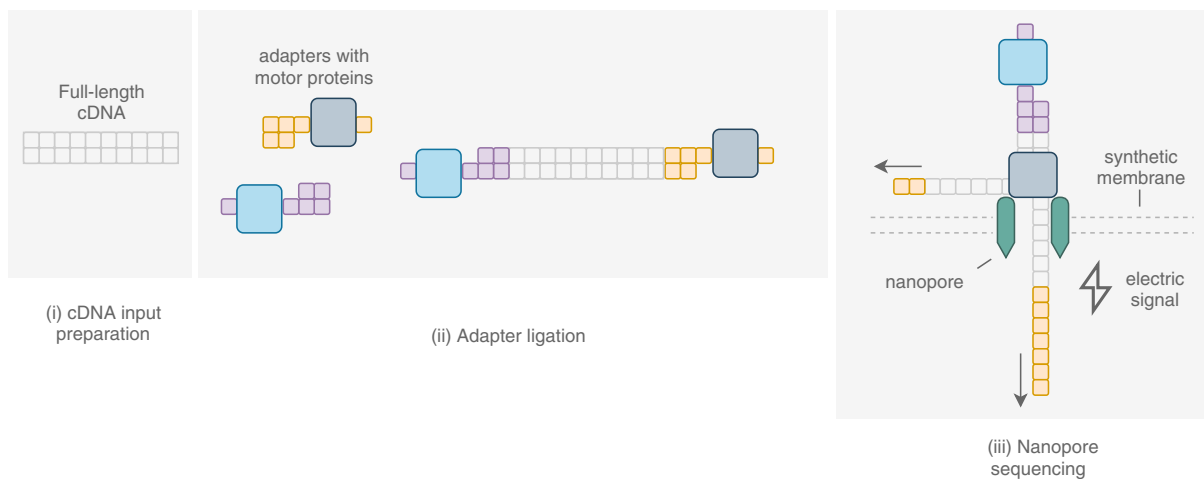 Full-length
cDNA
(i) cDNA input
preparation
adapters with
motor proteins
(ii) Adapter ligation
synthetic
membrane
nanopore
electric
signal
(iii) Nanopore
sequencing